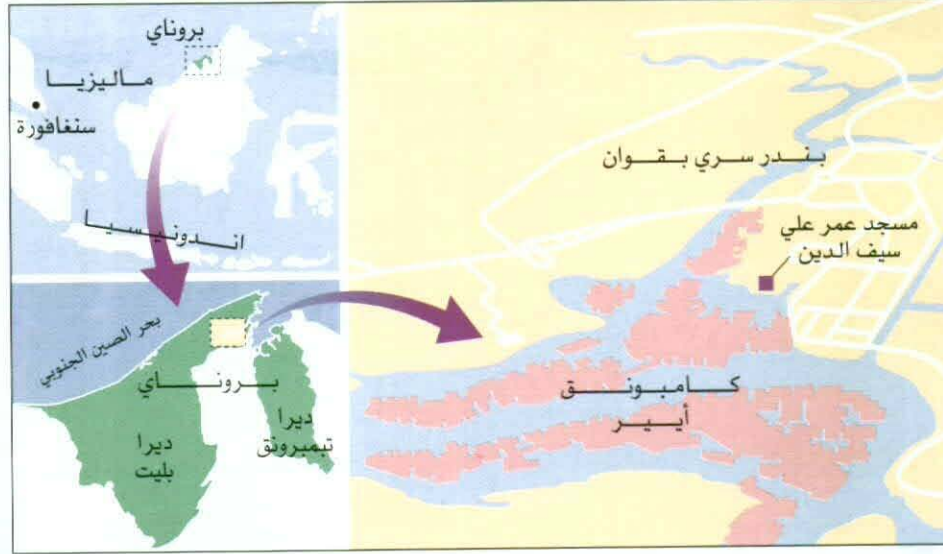 بروناي
ماليزيا
سنغافورة
اندونيسيا
بحر الصين الجنوبي
بروناي
ديرا
تيمبرونق
ديرا
بليت
بندر سري بقوان
مسجد عمر علي
سيف الدين
كامبونق
أيير